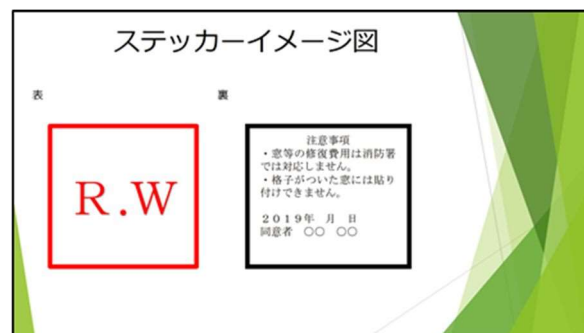 ステッカーイメージ図
表
裏
R.W
注意事項
・窓等の修復費用は消防署
では対応しません。
・格子がついた窓には貼り
付けできません。
２０１９年　月　日
同意者　〇〇　〇〇